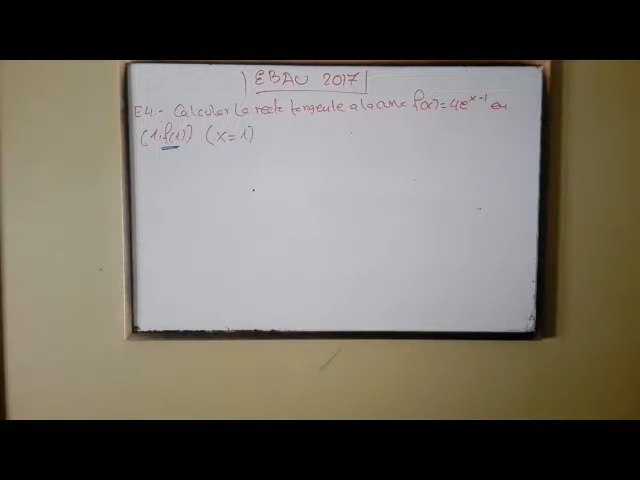 EBAU 2017
E4.- Calcular la recta tangente a la curva f(x) = 4e^{x-1} en
(1, f(1)) (x = 1)